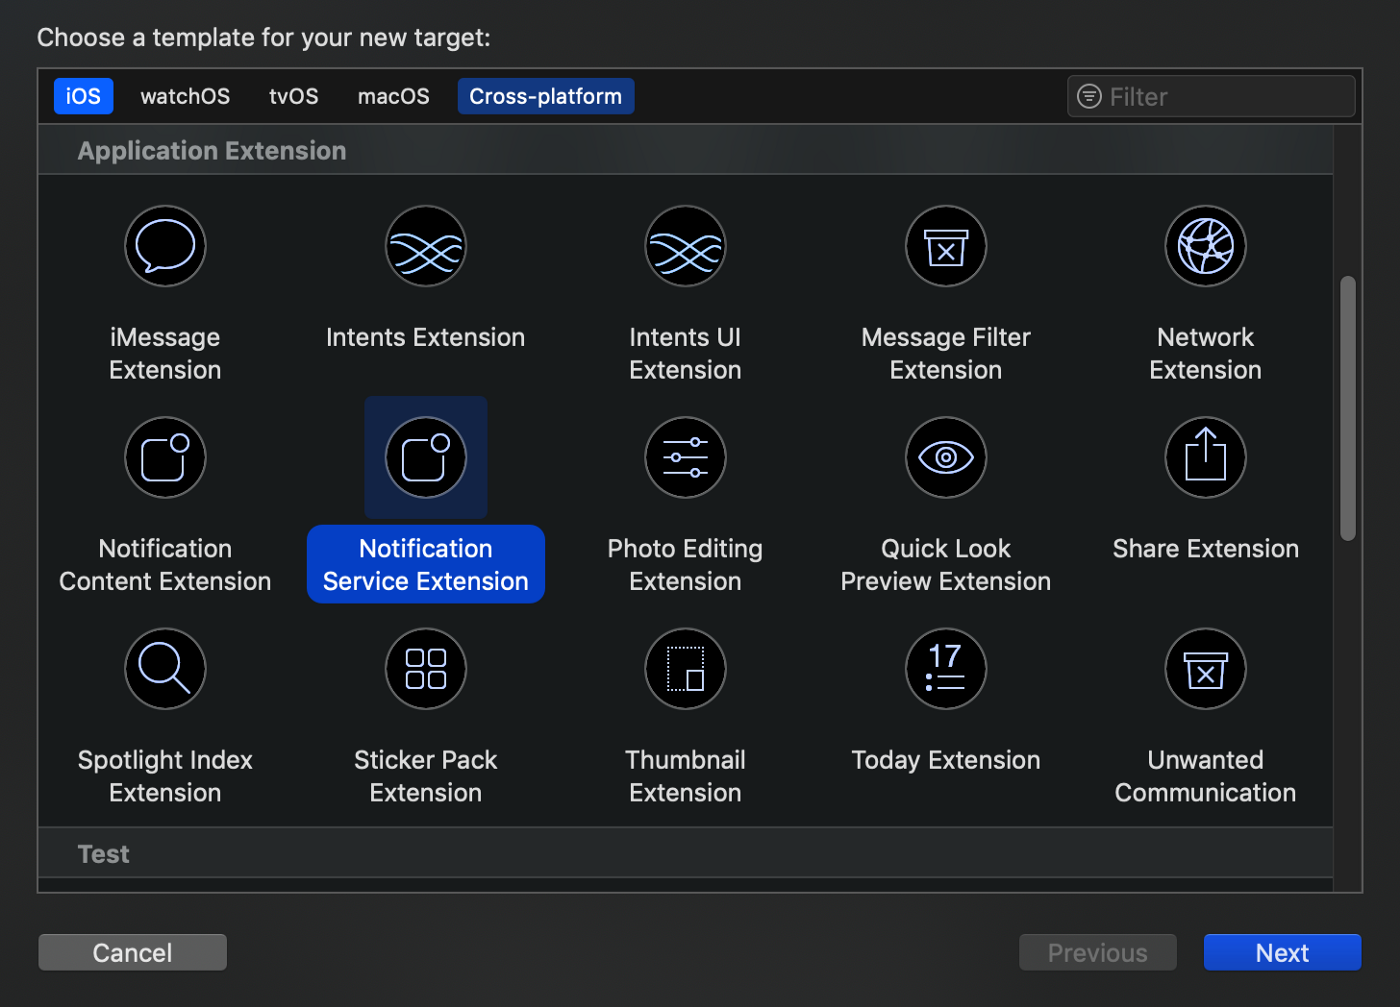 Choose a template for your new target:
iOS watchOS tvOS macOS Cross-platform Filter
Application Extension
iMessage Extension
Intents Extension
Intents UI Extension
Message Filter Extension
Network Extension
Notification Content Extension
Notification Service Extension
Photo Editing Extension
Quick Look Preview Extension
Share Extension
17
Spotlight Index Extension
Sticker Pack Extension
Thumbnail Extension
Today Extension
Unwanted Communication
Test
Cancel Previous Next